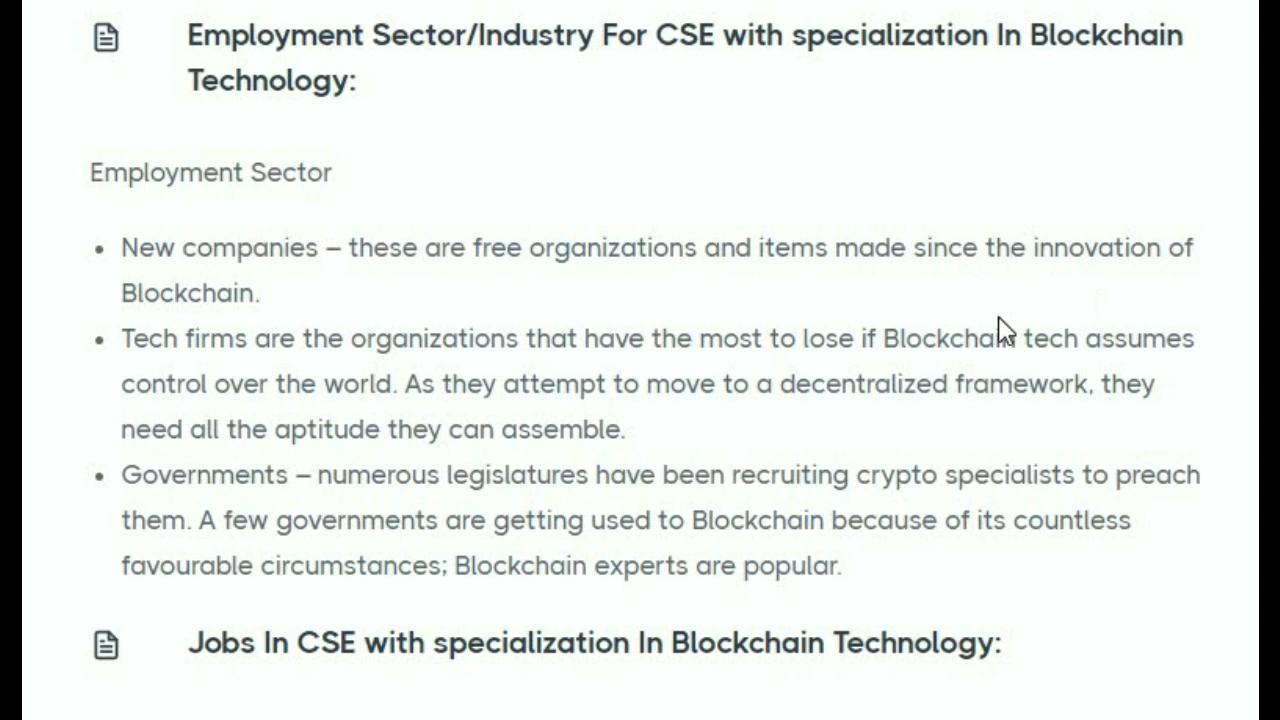 Employment Sector/Industry For CSE with specialization In Blockchain
Technology:
Employment Sector
• New companies – these are free organizations and items made since the innovation of
Blockchain.
• Tech firms are the organizations that have the most to lose if Blockchain tech assumes
control over the world. As they attempt to move to a decentralized framework, they
need all the aptitude they can assemble.
• Governments – numerous legislatures have been recruiting crypto specialists to preach
them. A few governments are getting used to Blockchain because of its countless
favourable circumstances; Blockchain experts are popular.
Jobs In CSE with specialization In Blockchain Technology: